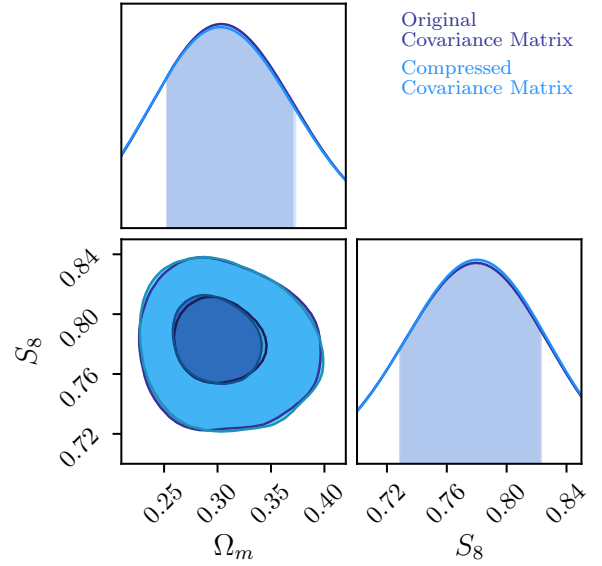 Original
Covariance Matrix
Compressed
Covariance Matrix
0.84
0.80
0.76
0.72
S₈
0.25
0.30
0.35
0.40
Ωₘ
0.72
0.76
0.80
0.84
S₈